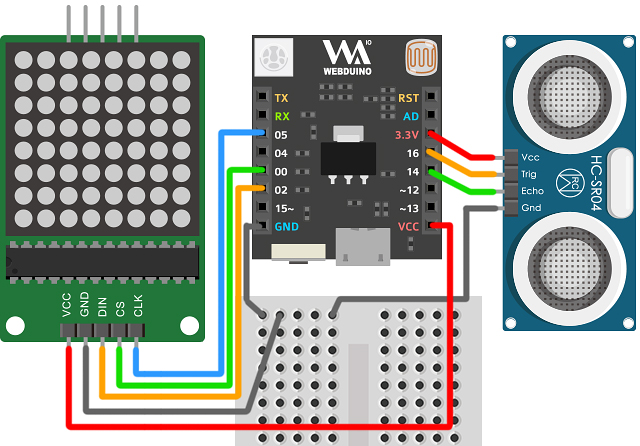 IO
WEBDUINO
TX RST
RX AD
05 3.3V
04 16
00 14
02 ~12
15~ ~13
GND VCC
Vcc
Trig
Echo
Gnd
HC-SR04
VCC
GND
DIN
CS
CLK